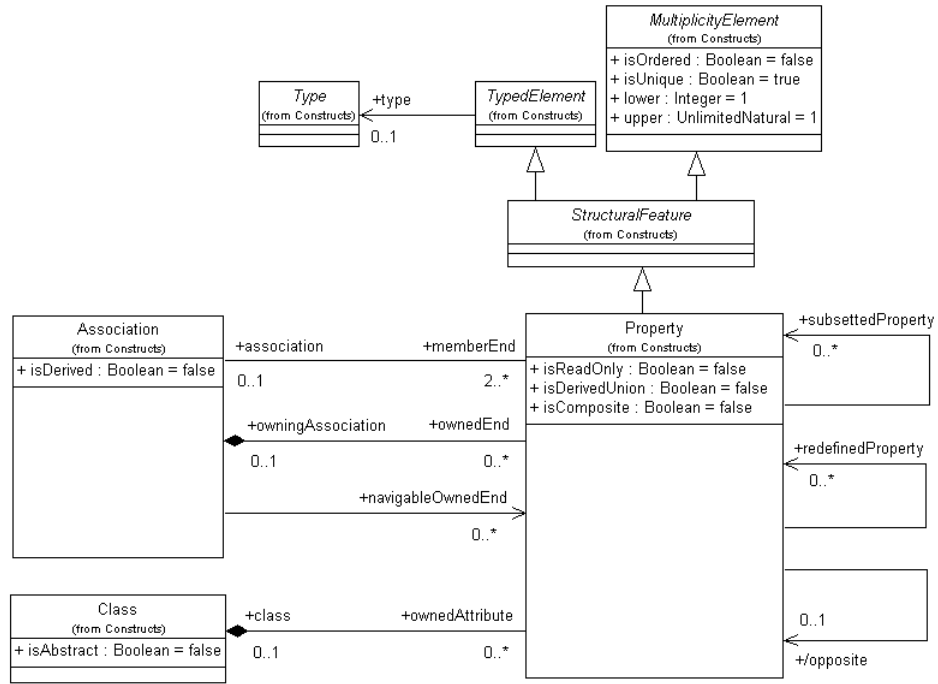 MultiplicityElement
(from Constructs)
+ isOrdered : Boolean = false
+ isUnique : Boolean = true
+ lower : Integer = 1
+ upper : UnlimitedNatural = 1
Type
(from Constructs)
+type
0..1
TypedElement
(from Constructs)
StructuralFeature
(from Constructs)
Association
(from Constructs)
+ isDerived : Boolean = false
+association
0..1
+memberEnd
2..*
+owningAssociation
0..1
+ownedEnd
0..*
+navigableOwnedEnd
0..*
Property
(from Constructs)
+ isReadOnly : Boolean = false
+ isDerivedUnion : Boolean = false
+ isComposite : Boolean = false
+subsettedProperty
0..*
+redefinedProperty
0..*
0..1
+/opposite
Class
(from Constructs)
+ isAbstract : Boolean = false
+class
0..1
+ownedAttribute
0..*